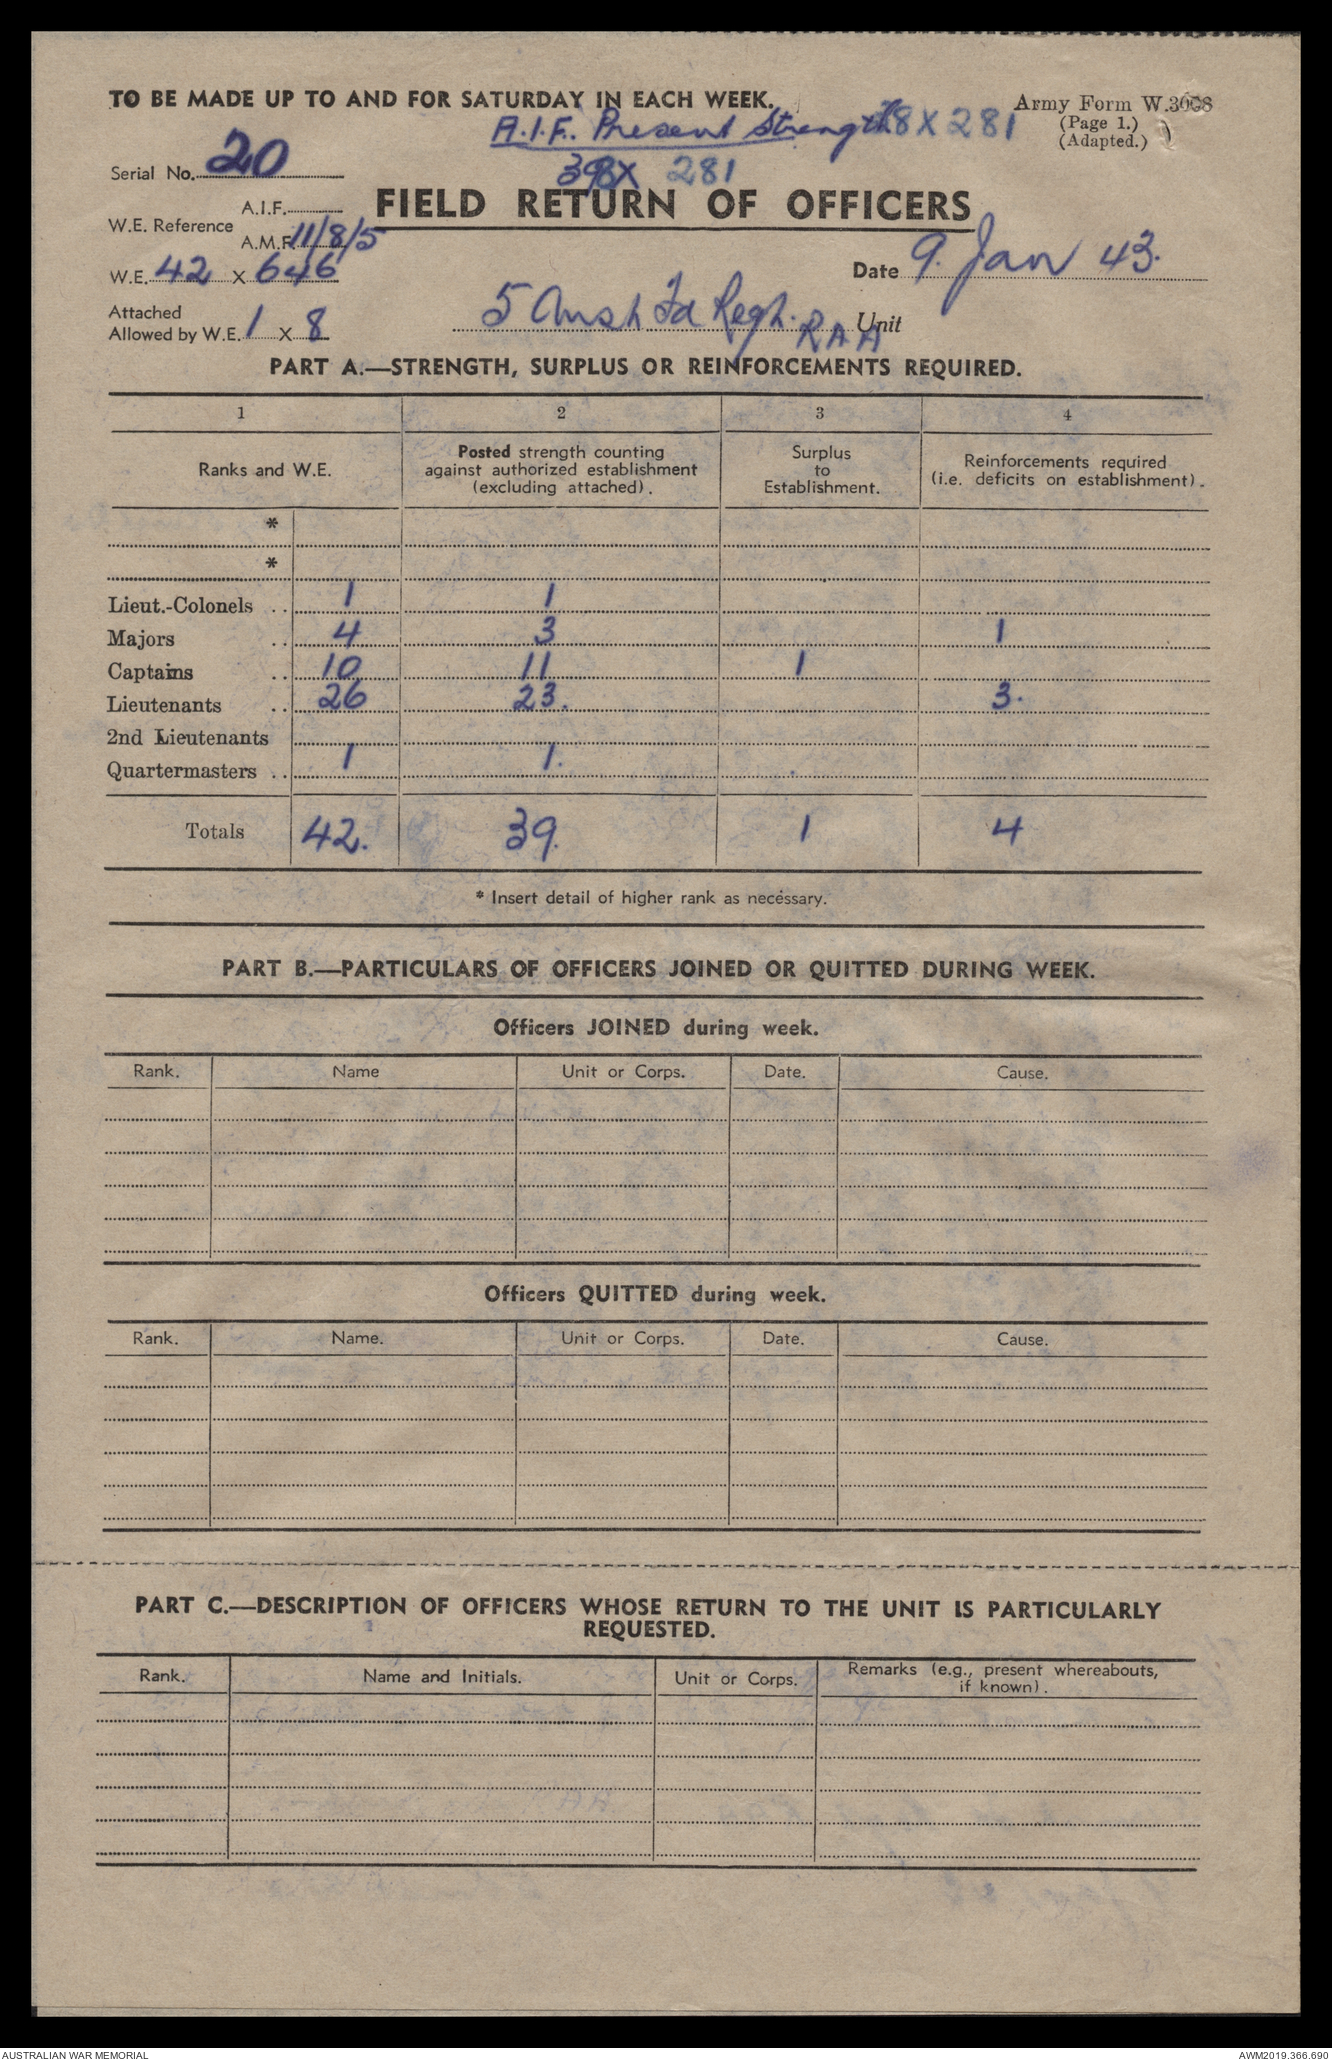 TO BE MADE UP TO AND FOR SATURDAY IN EACH WEEK.
Army Form W.3008
(Page 1.)
(Adapted.)
A.I.F. Present Strength 38 X 281
Serial No. 20
281
FIELD RETURN OF OFFICERS
W.E. Reference
A.I.F.
A.M.F. 11/8/5
W.E. 42 X 646
Date 9. Jan 43.
Attached
Allowed by W.E. 1 X 8
5 Aust Fd Regt. RAA Unit
PART A.—STRENGTH, SURPLUS OR REINFORCEMENTS REQUIRED.
1 2 3 4
Ranks and W.E.
Posted strength counting
against authorized establishment
(excluding attached).
Surplus
to
Establishment.
Reinforcements required
(i.e. deficits on establishment).
*
*
Lieut.-Colonels .. 1 1
Majors .. 4 3 1
Captains .. 10 11 1
Lieutenants .. 26 23. 3.
2nd Lieutenants
Quartermasters .. 1 1.
Totals 42. 39. 1 4
* Insert detail of higher rank as necessary.
PART B.—PARTICULARS OF OFFICERS JOINED OR QUITTED DURING WEEK.
Officers JOINED during week.
Rank. Name Unit or Corps. Date. Cause.
Officers QUITTED during week.
Rank. Name. Unit or Corps. Date. Cause.
PART C.—DESCRIPTION OF OFFICERS WHOSE RETURN TO THE UNIT IS PARTICULARLY
REQUESTED.
Rank. Name and Initials. Unit or Corps. Remarks (e.g., present whereabouts,
if known).
AUSTRALIAN WAR MEMORIAL
AWM2019.366.690